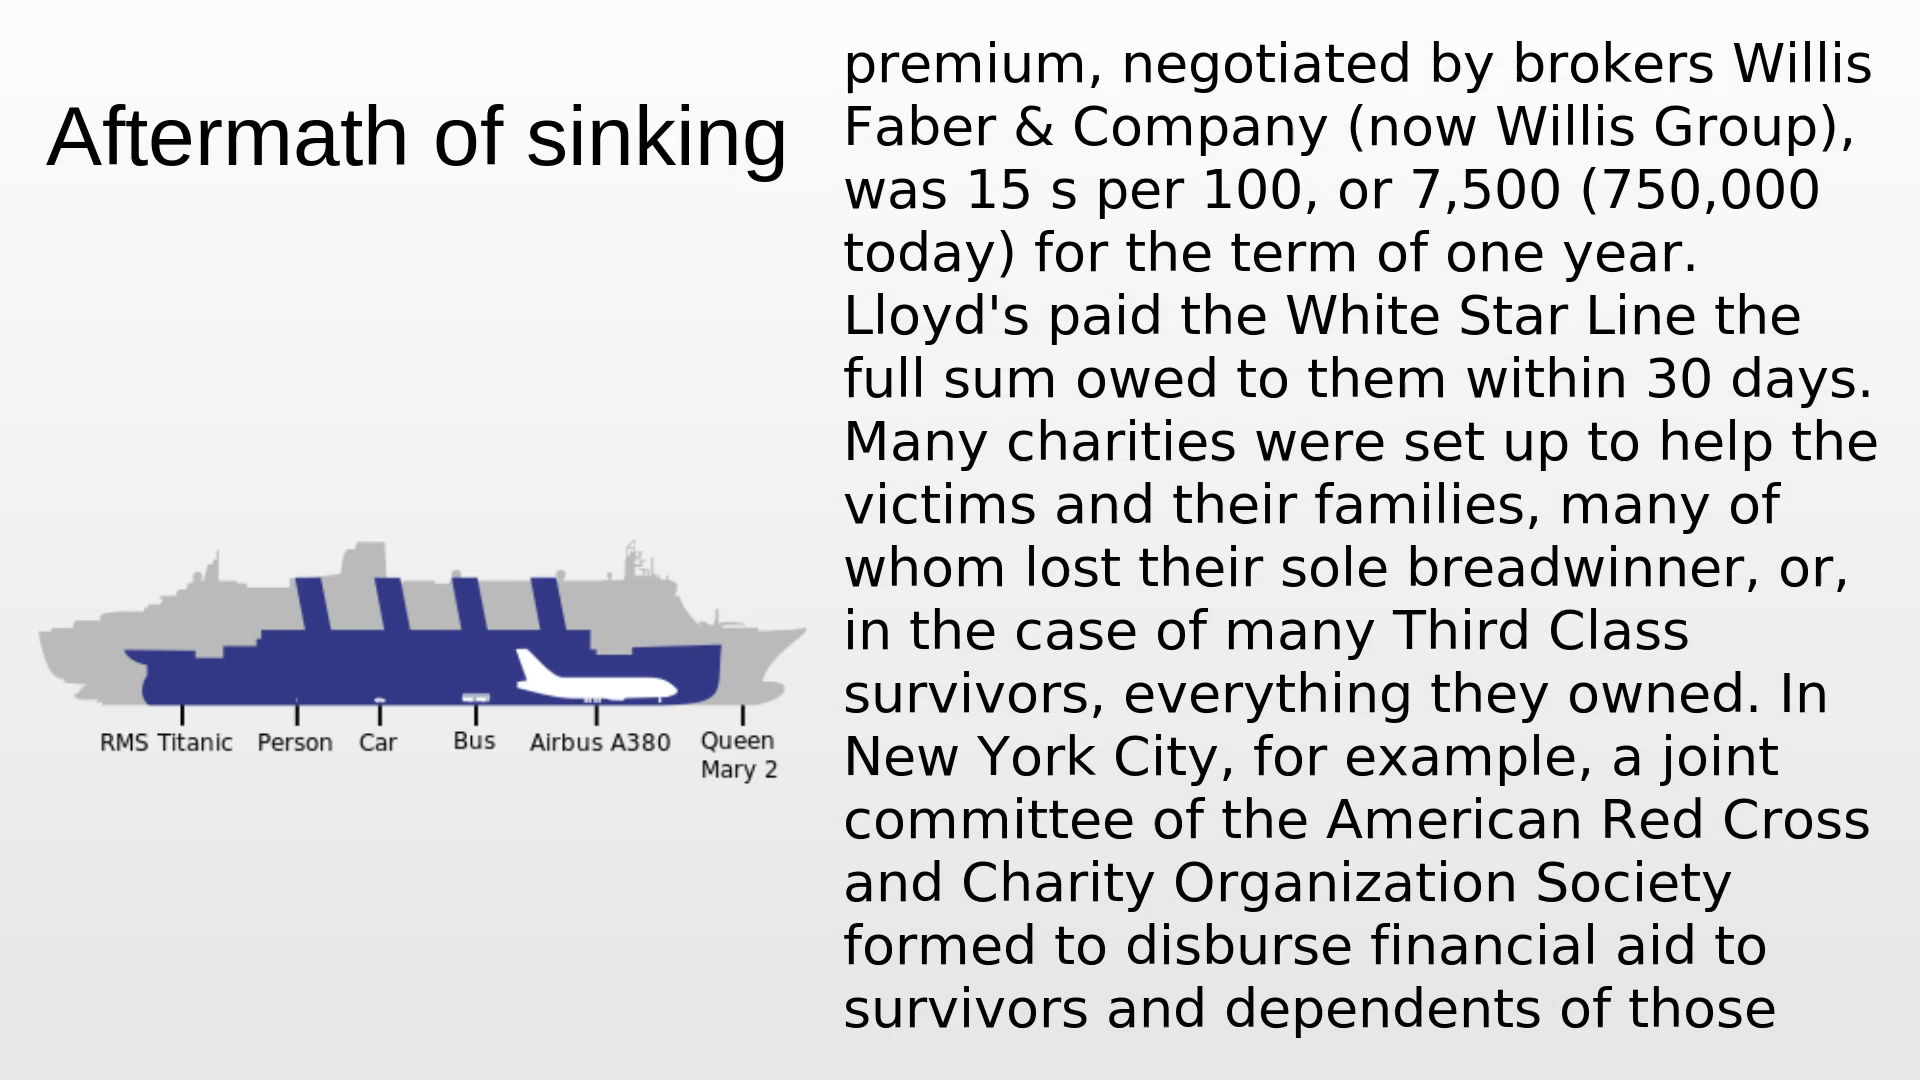 Aftermath of sinking
premium, negotiated by brokers Willis
Faber & Company (now Willis Group),
was 15 s per 100, or 7,500 (750,000
today) for the term of one year.
Lloyd's paid the White Star Line the
full sum owed to them within 30 days.
Many charities were set up to help the
victims and their families, many of
whom lost their sole breadwinner, or,
in the case of many Third Class
survivors, everything they owned. In
New York City, for example, a joint
committee of the American Red Cross
and Charity Organization Society
formed to disburse financial aid to
survivors and dependents of those
RMS Titanic Person Car Bus Airbus A380 Queen
Mary 2